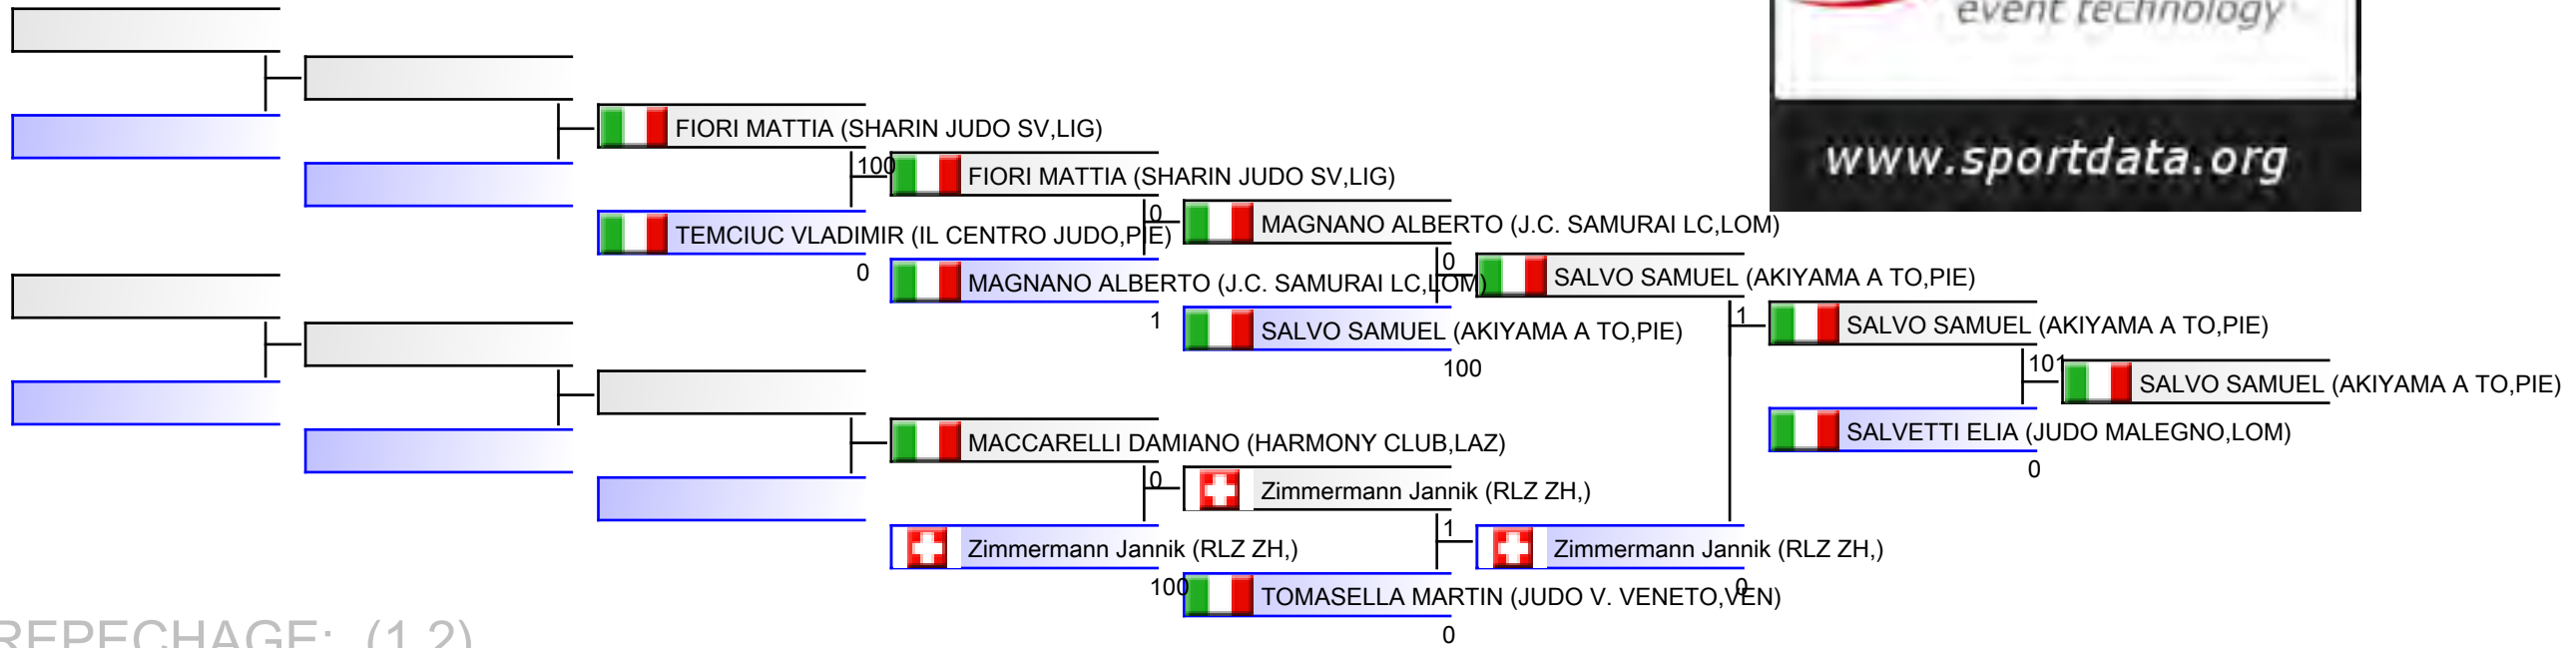 event technology
www.sportdata.org
FIORI MATTIA (SHARIN JUDO SV,LIG)
100
FIORI MATTIA (SHARIN JUDO SV,LIG)
0
MAGNANO ALBERTO (J.C. SAMURAI LC,LOM)
TEMCIUC VLADIMIR (IL CENTRO JUDO,PIE)
0
0
MAGNANO ALBERTO (J.C. SAMURAI LC,LOM)
1
SALVO SAMUEL (AKIYAMA A TO,PIE)
SALVO SAMUEL (AKIYAMA A TO,PIE)
100
1
SALVO SAMUEL (AKIYAMA A TO,PIE)
101
SALVO SAMUEL (AKIYAMA A TO,PIE)
SALVETTI ELIA (JUDO MALEGNO,LOM)
0
MACCARELLI DAMIANO (HARMONY CLUB,LAZ)
0
Zimmermann Jannik (RLZ ZH,)
1
Zimmermann Jannik (RLZ ZH,)
100
Zimmermann Jannik (RLZ ZH,)
0
TOMASELLA MARTIN (JUDO V. VENETO,VEN)
0
REPECHAGE: (1,2)